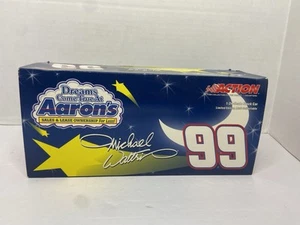 Dreams
Come True At
Aaron's
SALES & LEASE OWNERSHIP For Less!
ACTION
Michael
Waltrip
99